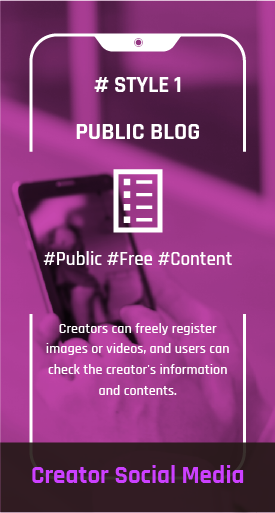 # STYLE 1
PUBLIC BLOG
#Public #Free #Content
Creators can freely register
images or videos, and users can
check the creator's information
and contents.
Creator Social Media